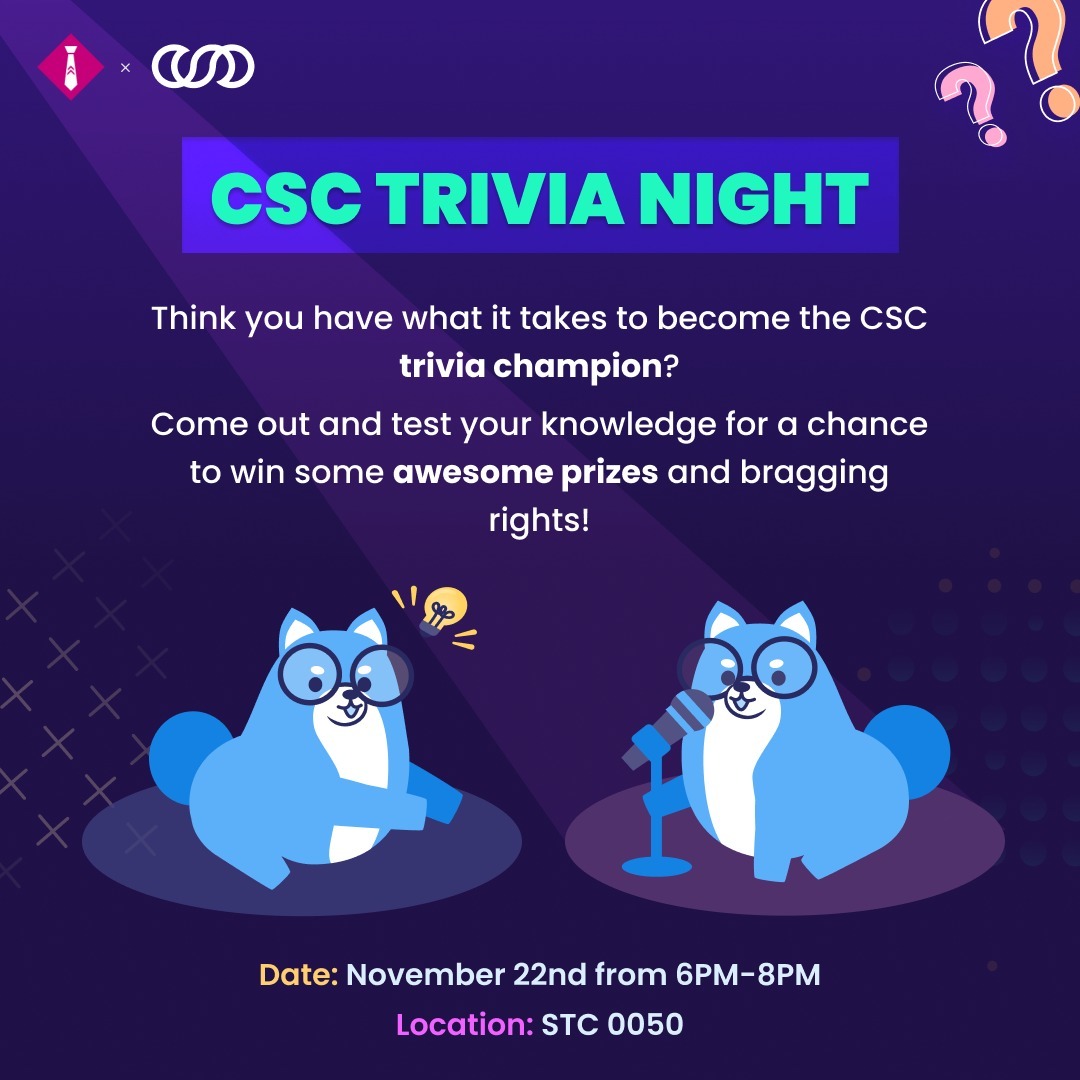 CSC TRIVIA NIGHT
Think you have what it takes to become the CSC
trivia champion?
Come out and test your knowledge for a chance
to win some awesome prizes and bragging
rights!
Date: November 22nd from 6PM-8PM
Location: STC 0050